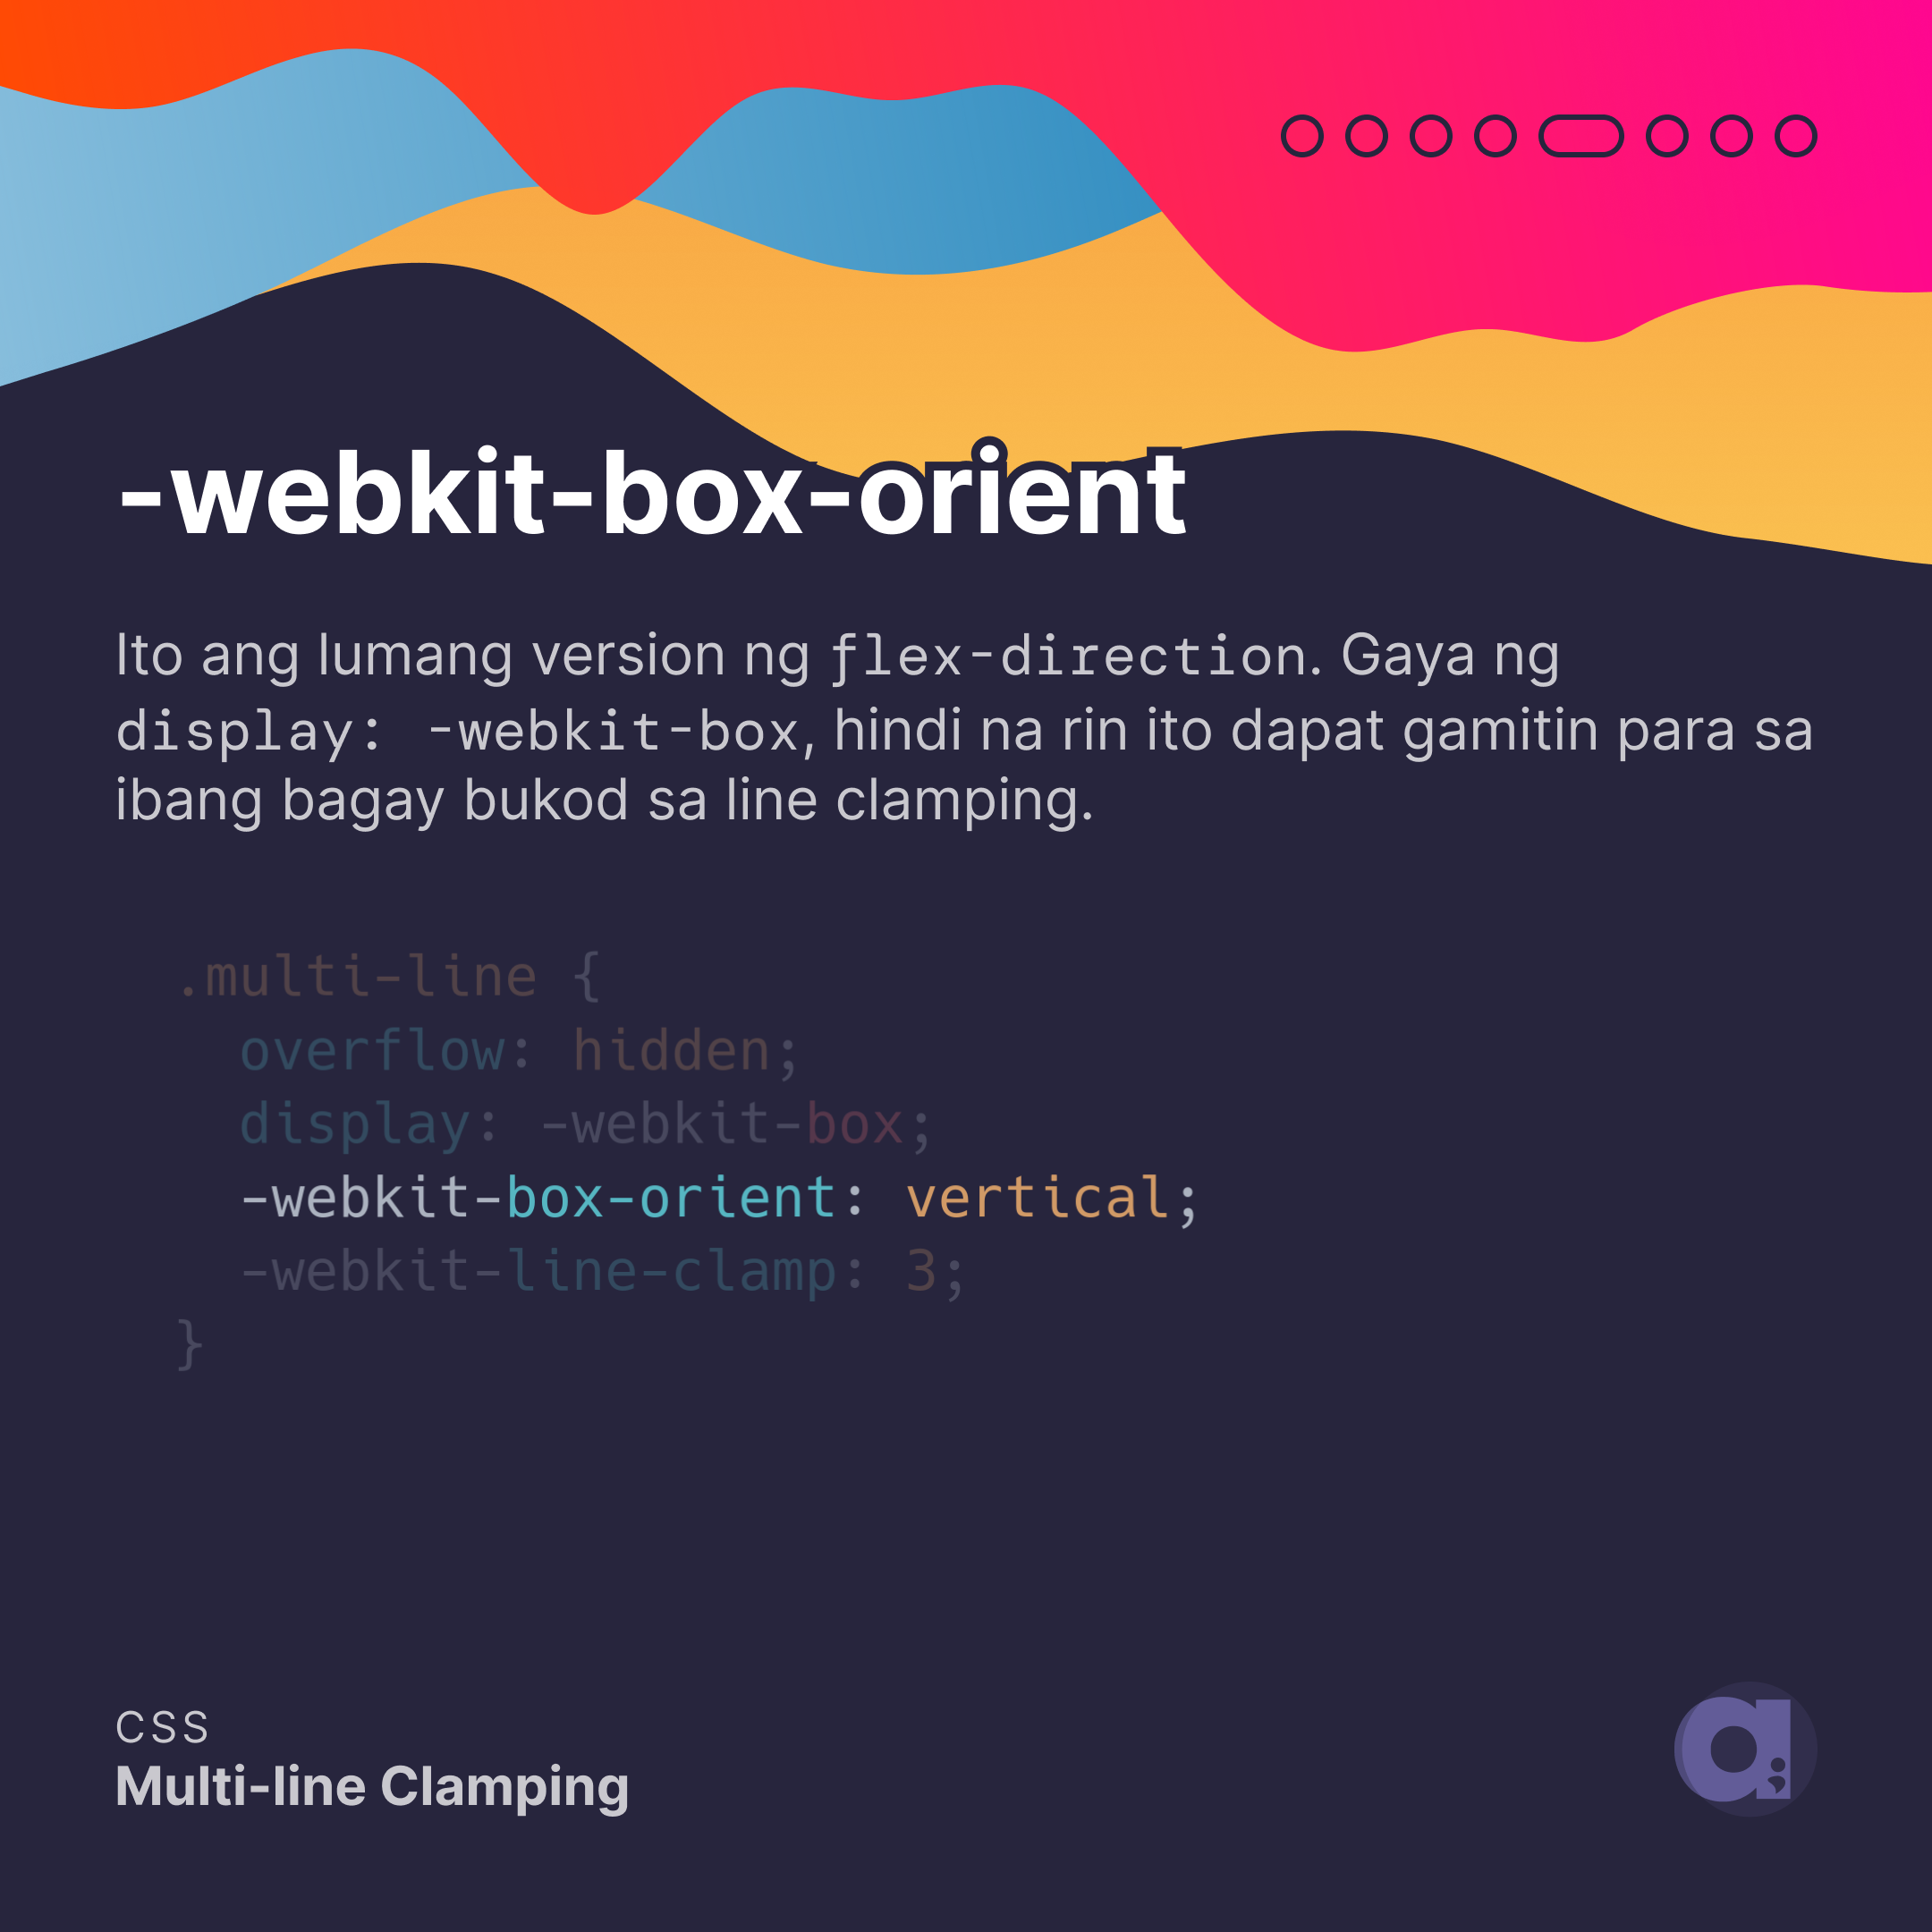 -webkit-box-orient
Ito ang lumang version ng flex-direction. Gaya ng
display: -webkit-box, hindi na rin ito dapat gamitin para sa
ibang bagay bukod sa line clamping.
.multi-line {
  overflow: hidden;
  display: -webkit-box;
  -webkit-box-orient: vertical;
  -webkit-line-clamp: 3;
}
CSS
Multi-line Clamping
a;